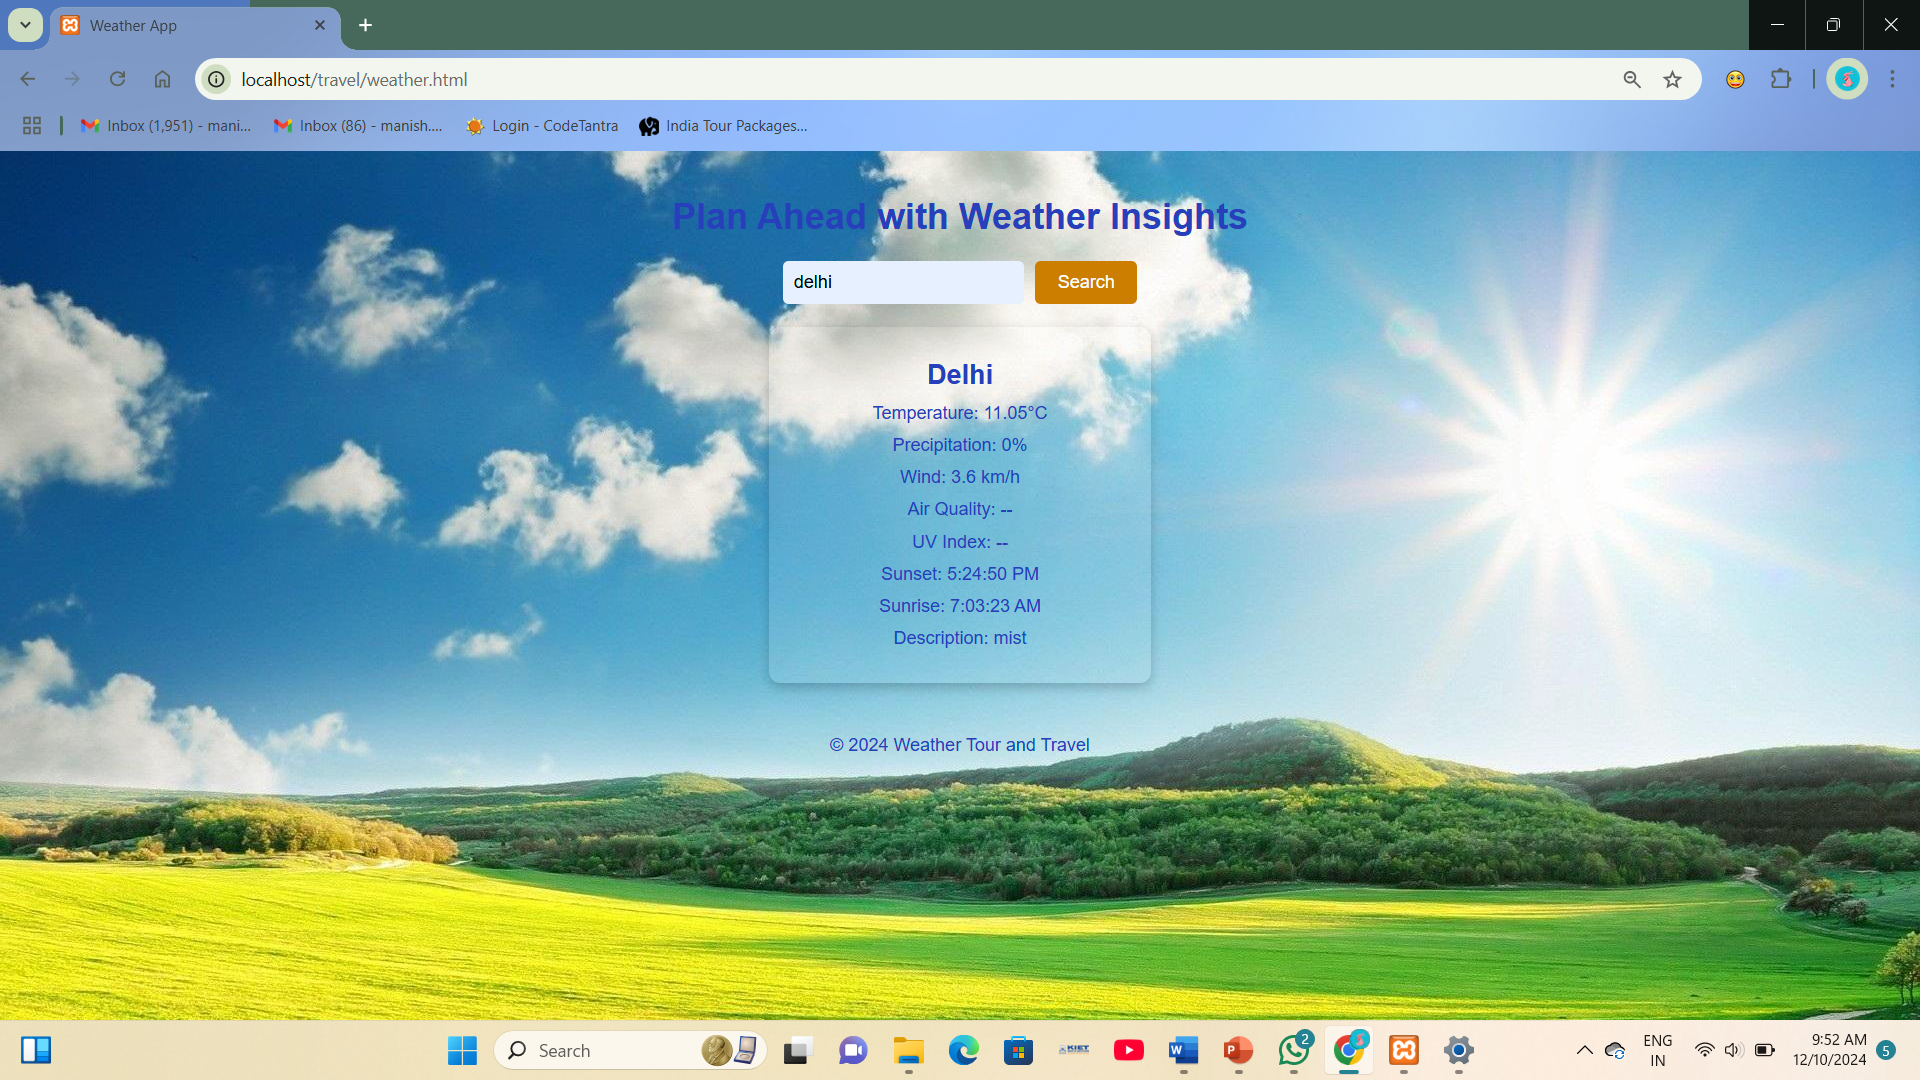 Weather App
localhost/travel/weather.html
Inbox (1,951) - mani...
Inbox (86) - manish....
Login - CodeTantra
India Tour Packages...
Plan Ahead with Weather Insights
delhi
Search
Delhi
Temperature: 11.05°C
Precipitation: 0%
Wind: 3.6 km/h
Air Quality: --
UV Index: --
Sunset: 5:24:50 PM
Sunrise: 7:03:23 AM
Description: mist
© 2024 Weather Tour and Travel
Search
KIET
W
P
2
ENG
IN
9:52 AM
12/10/2024
5